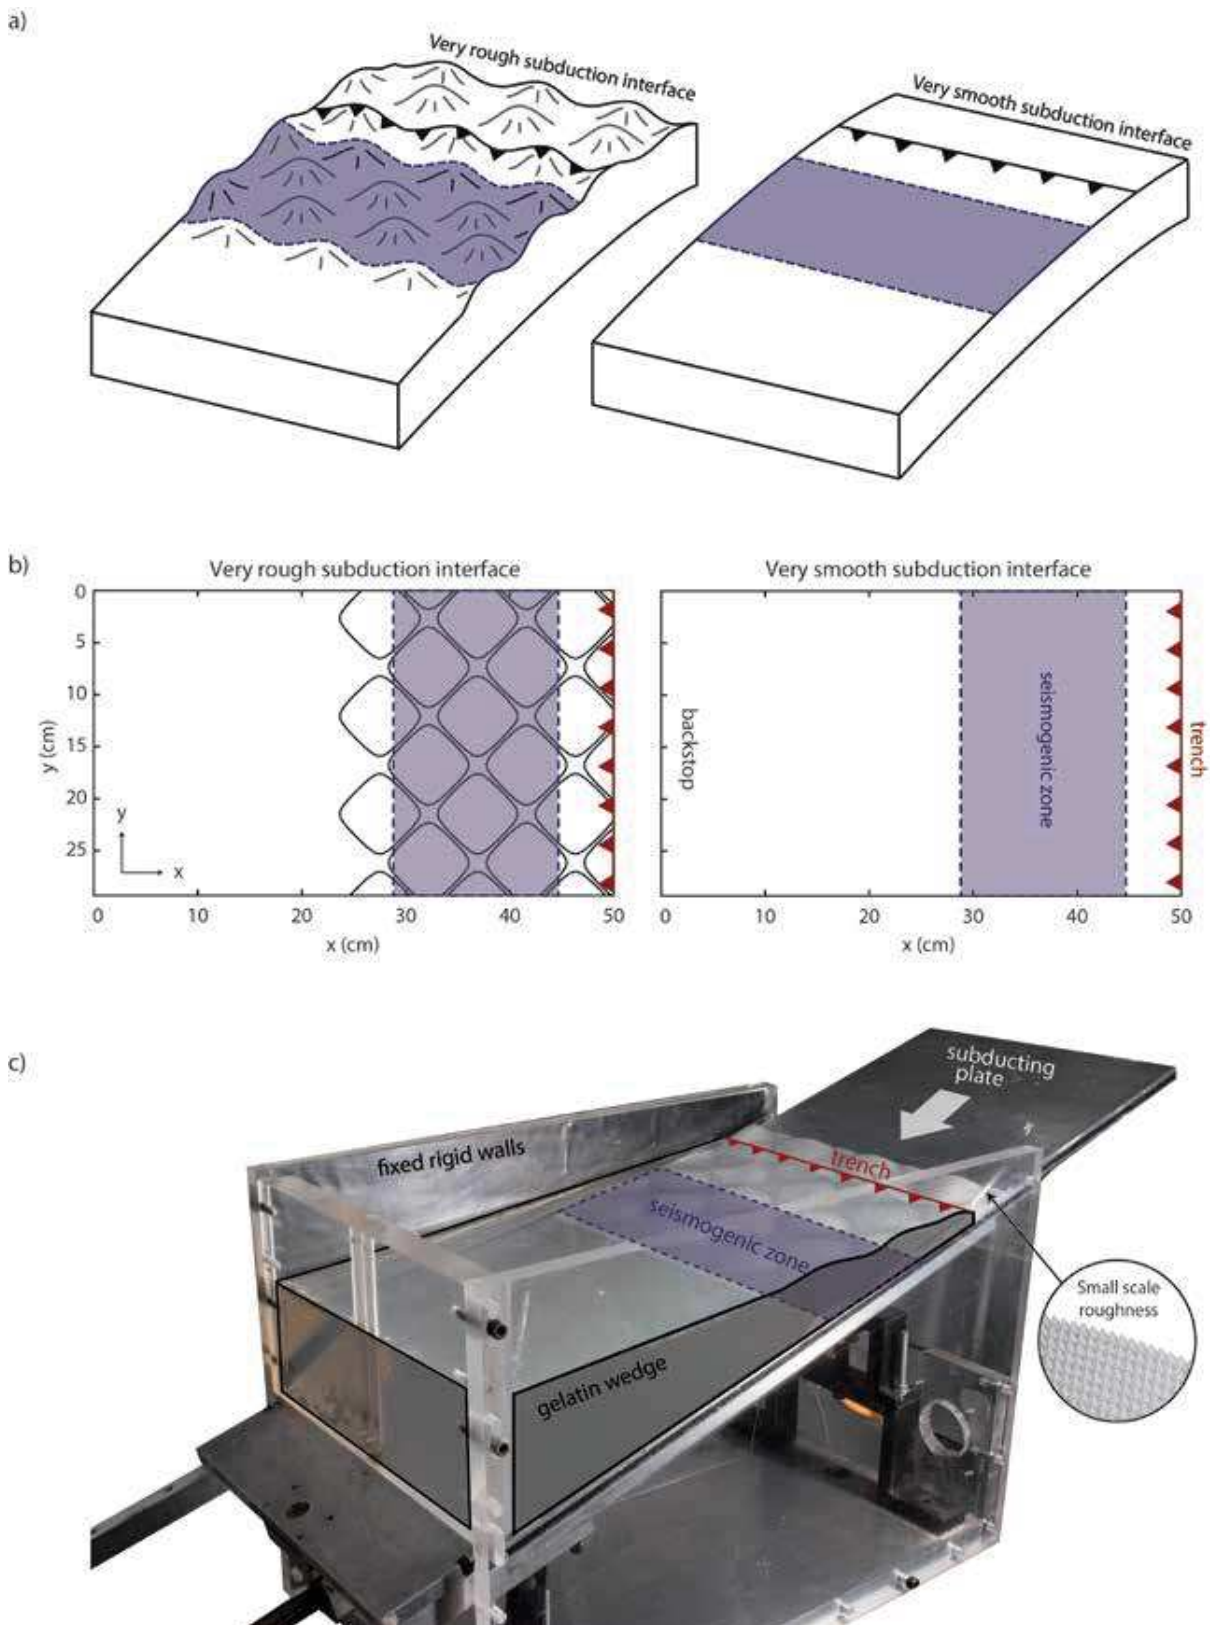 a)
Very rough subduction interface
Very smooth subduction interface
b)
Very rough subduction interface
Very smooth subduction interface
0
5
10
15
20
25
y (cm)
y
x
0
10
20
30
40
50
x (cm)
backstop
seismogenic zone
trench
0
10
20
30
40
50
x (cm)
c)
subducting
plate
fixed rigid walls
trench
seismogenic zone
Small scale
roughness
gelatin wedge